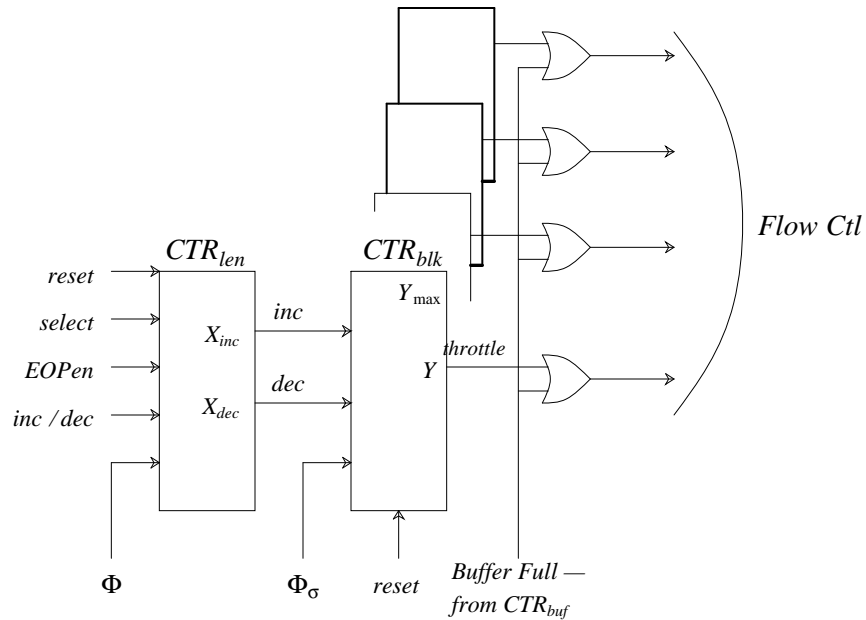 Flow Ctl
CTR_len
CTR_blk
reset
select
EOPen
inc / dec
X_inc
X_dec
inc
dec
Y_max
Y
throttle
Φ
Φ_σ
reset
Buffer Full —
from CTR_buf